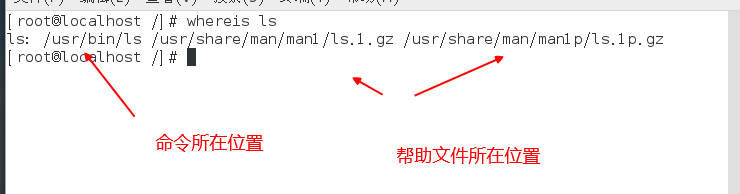 [root@localhost /]# whereis ls
ls: /usr/bin/ls /usr/share/man/man1/ls.1.gz /usr/share/man/man1p/ls.1p.gz
[root@localhost /]#
命令所在位置
帮助文件所在位置